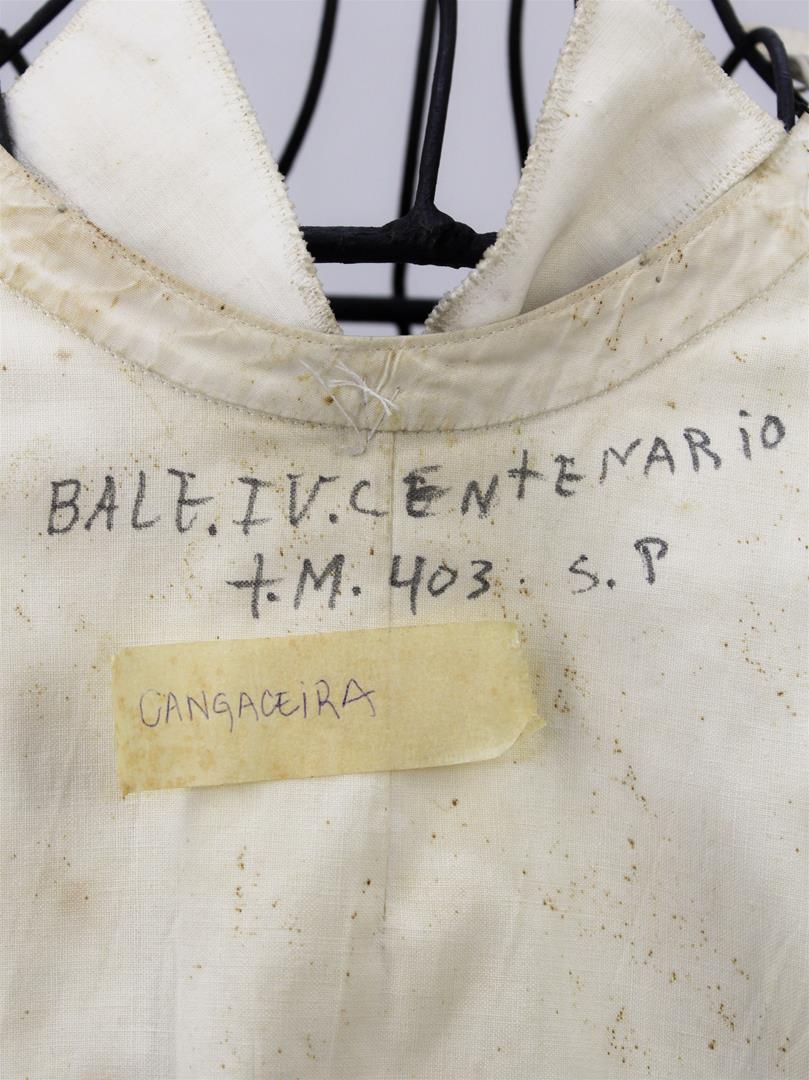 BALE.IV.CENtENARiO
t.M. 403. S.P
CANGACEiRA